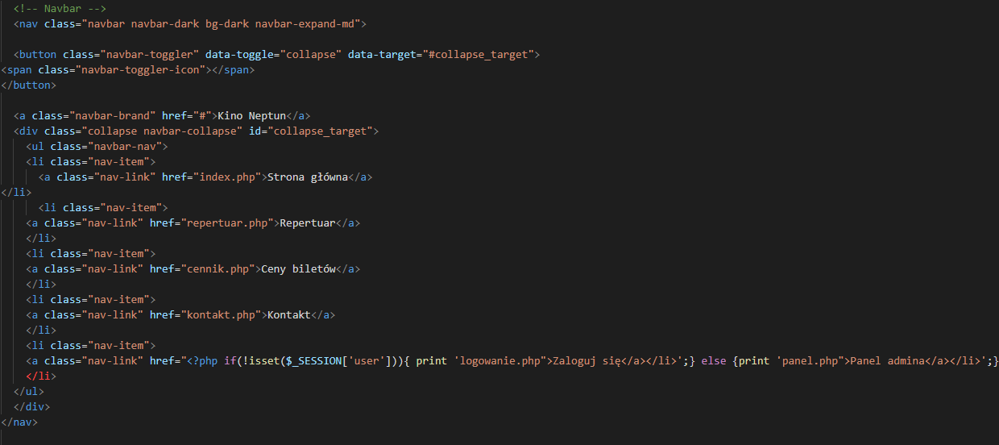 <!-- Navbar -->
<nav class="navbar navbar-dark bg-dark navbar-expand-md">
<button class="navbar-toggler" data-toggle="collapse" data-target="#collapse_target">
<span class="navbar-toggler-icon"></span>
</button>
<a class="navbar-brand" href="#">Kino Neptun</a>
<div class="collapse navbar-collapse" id="collapse_target">
<ul class="navbar-nav">
<li class="nav-item">
<a class="nav-link" href="index.php">Strona główna</a>
</li>
<li class="nav-item">
<a class="nav-link" href="repertuar.php">Repertuar</a>
</li>
<li class="nav-item">
<a class="nav-link" href="cennik.php">Ceny biletów</a>
</li>
<li class="nav-item">
<a class="nav-link" href="kontakt.php">Kontakt</a>
</li>
<li class="nav-item">
<a class="nav-link" href="<?php if(!isset($_SESSION['user'])){ print 'logowanie.php">Zaloguj się</a></li>';} else {print 'panel.php">Panel admina</a></li>';}
</li>
</ul>
</div>
</nav>